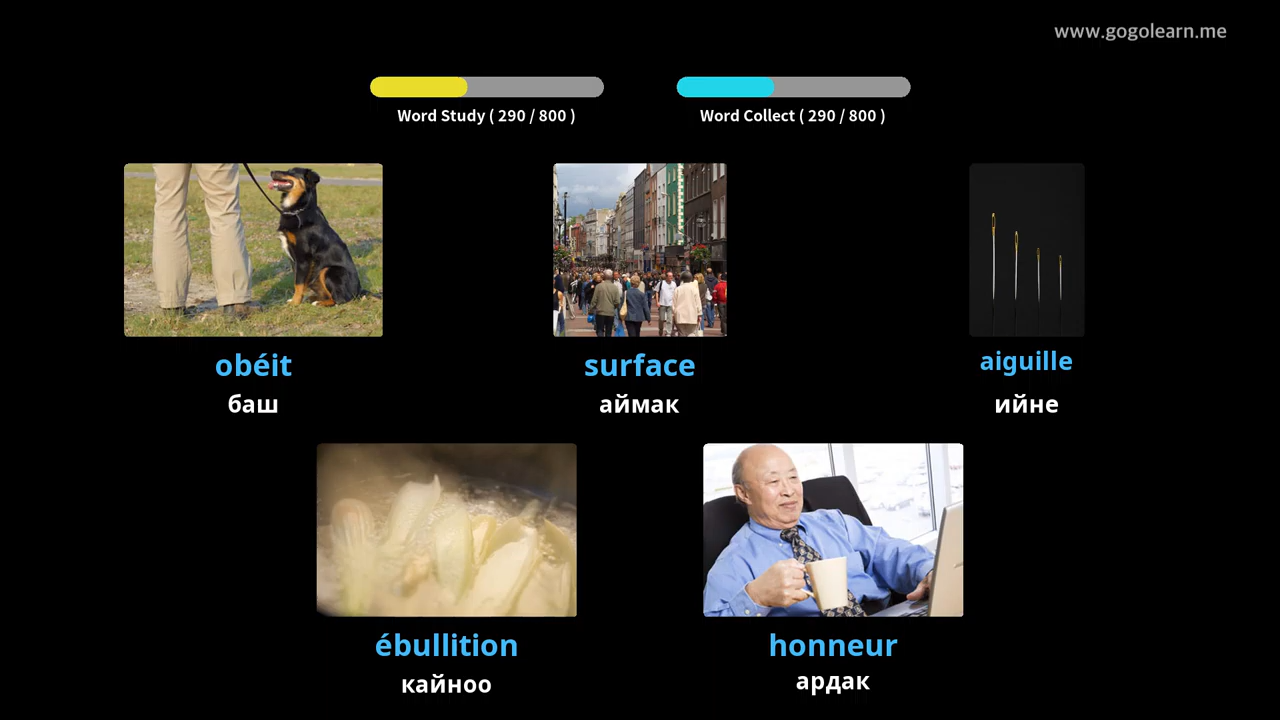 www.gogolearn.me
Word Study ( 290 / 800 )
Word Collect ( 290 / 800 )
obéit
surface
aiguille
баш
аймак
ийне
ébullition
honneur
кайноо
ардак